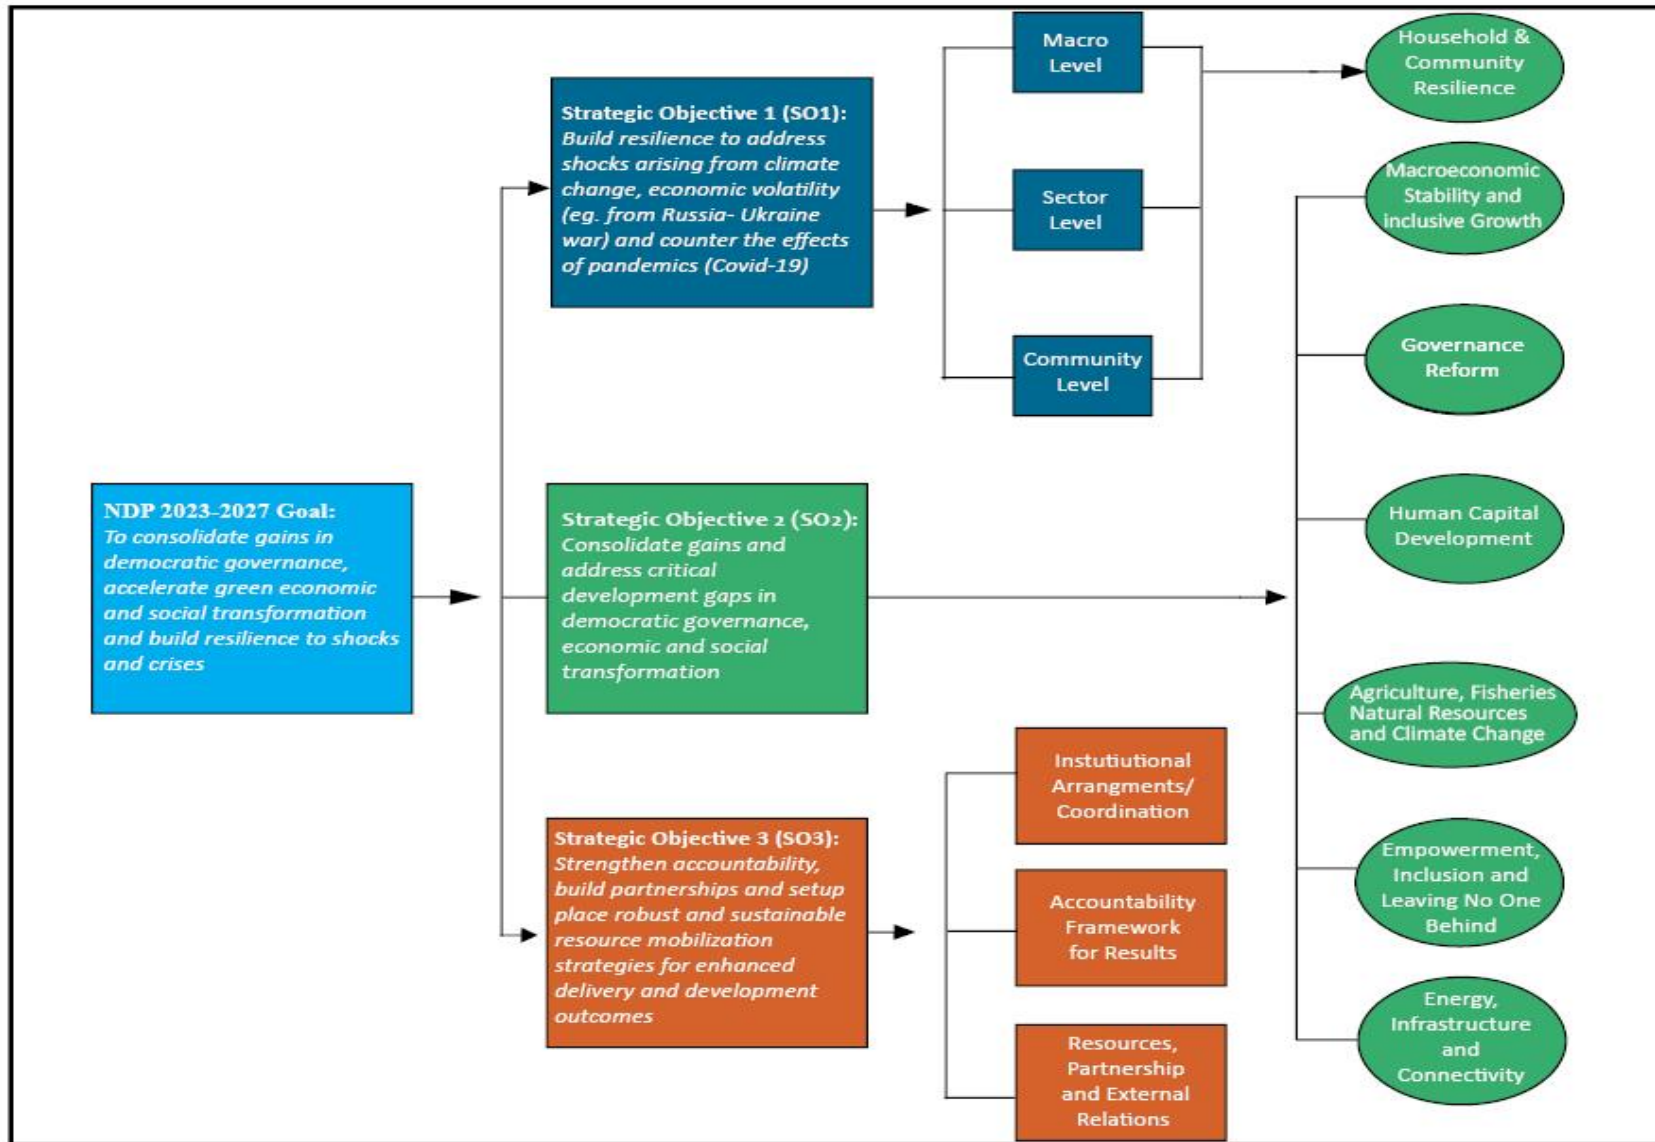 NDP 2023-2027 Goal:
To consolidate gains in
democratic governance,
accelerate green economic
and social transformation
and build resilience to shocks
and crises
Strategic Objective 1 (SO1):
Build resilience to address
shocks arising from climate
change, economic volatility
(eg. from Russia- Ukraine
war) and counter the effects
of pandemics (Covid-19)
Macro
Level
Sector
Level
Community
Level
Household &
Community
Resilience
Strategic Objective 2 (SO2):
Consolidate gains and
address critical
development gaps in
democratic governance,
economic and social
transformation
Macroeconomic
Stability and
inclusive Growth
Governance
Reform
Human Capital
Development
Agriculture, Fisheries
Natural Resources
and Climate Change
Empowerment,
Inclusion and
Leaving No One
Behind
Energy,
Infrastructure
and
Connectivity
Strategic Objective 3 (SO3):
Strengthen accountability,
build partnerships and setup
place robust and sustainable
resource mobilization
strategies for enhanced
delivery and development
outcomes
Instutiutional
Arrangments/
Coordination
Accountability
Framework
for Results
Resources,
Partnership
and External
Relations